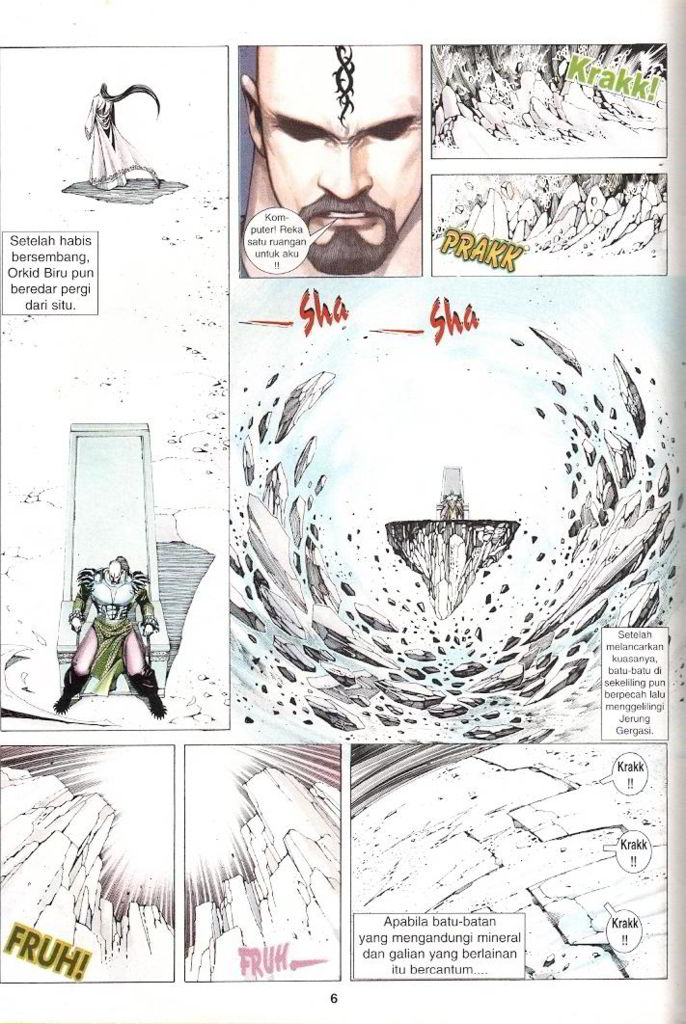 Setelah habis
bersembang,
Orkid Biru pun
beredar pergi
dari situ.
Kom-
puter! Reka
satu ruangan
untuk aku
!!
Krakk!
PRAKK
Sha
Sha
Setelah
melancarkan
kuasanya,
batu-batu di
sekeliling pun
berpecah lalu
menggelilingi
Jerung
Gergasi.
FRUH!
FRUH
Krakk
!!
Krakk
!!
Krakk
!!
Apabila batu-batan
yang mengandungi mineral
dan galian yang berlainan
itu bercantum....
6